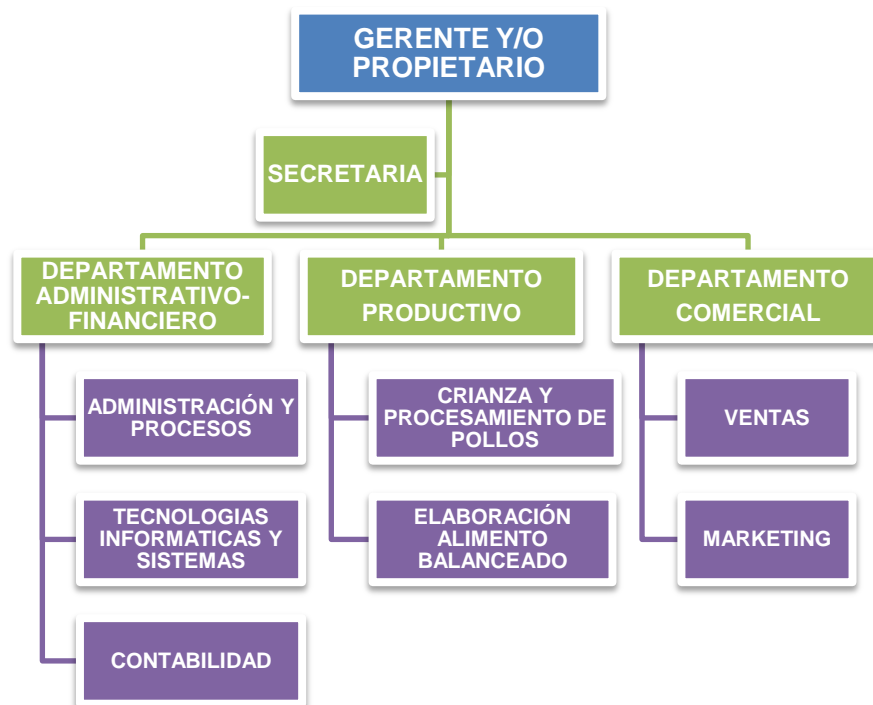 GERENTE Y/O
PROPIETARIO
SECRETARIA
DEPARTAMENTO
ADMINISTRATIVO-
FINANCIERO
DEPARTAMENTO
PRODUCTIVO
DEPARTAMENTO
COMERCIAL
ADMINISTRACIÓN Y
PROCESOS
CRIANZA Y
PROCESAMIENTO DE
POLLOS
VENTAS
TECNOLOGIAS
INFORMATICAS Y
SISTEMAS
ELABORACIÓN
ALIMENTO
BALANCEADO
MARKETING
CONTABILIDAD